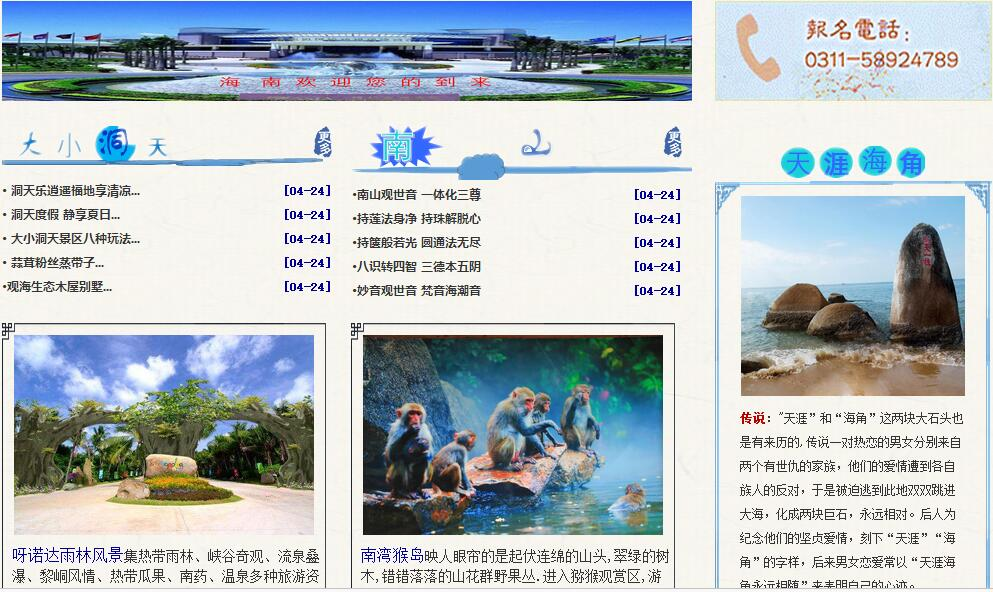 海南欢迎您的到来
報名電話：
0311-58924789
大小洞天
更多
• 洞天乐逍遥福地享清凉... [04-24]
• 洞天度假 静享夏日... [04-24]
• 大小洞天景区八种玩法... [04-24]
• 蒜茸粉丝蒸带子... [04-24]
•观海生态木屋别墅... [04-24]
南山
更多
•南山观世音 一体化三尊 [04-24]
•持莲法身净 持珠解脱心 [04-24]
•持箧般若光 圆通法无尽 [04-24]
•八识转四智 三德本五阴 [04-24]
•妙音观世音 梵音海潮音 [04-24]
呀诺达雨林风景集热带雨林、峡谷奇观、流泉叠
瀑、黎峒风情、热带瓜果、南药、温泉多种旅游资
南湾猴岛映人眼帘的是起伏连绵的山头,翠绿的树
木,错错落落的山花群野果丛.进入猕猴观赏区,游
天涯海角
传说："天涯”和“海角”这两块大石头也
是有来历的,传说一对热恋的男女分别来自
两个有世仇的家族，他们的爱情遭到各自
族人的反对，于是被迫逃到此地双双跳进
大海，化成两块巨石，永远相对。后人为
纪念他们的坚贞爱情，刻下“天涯”“海
角”的字样，后来男女恋爱常以“天涯海
角永远相随”来表明自己的心迹。